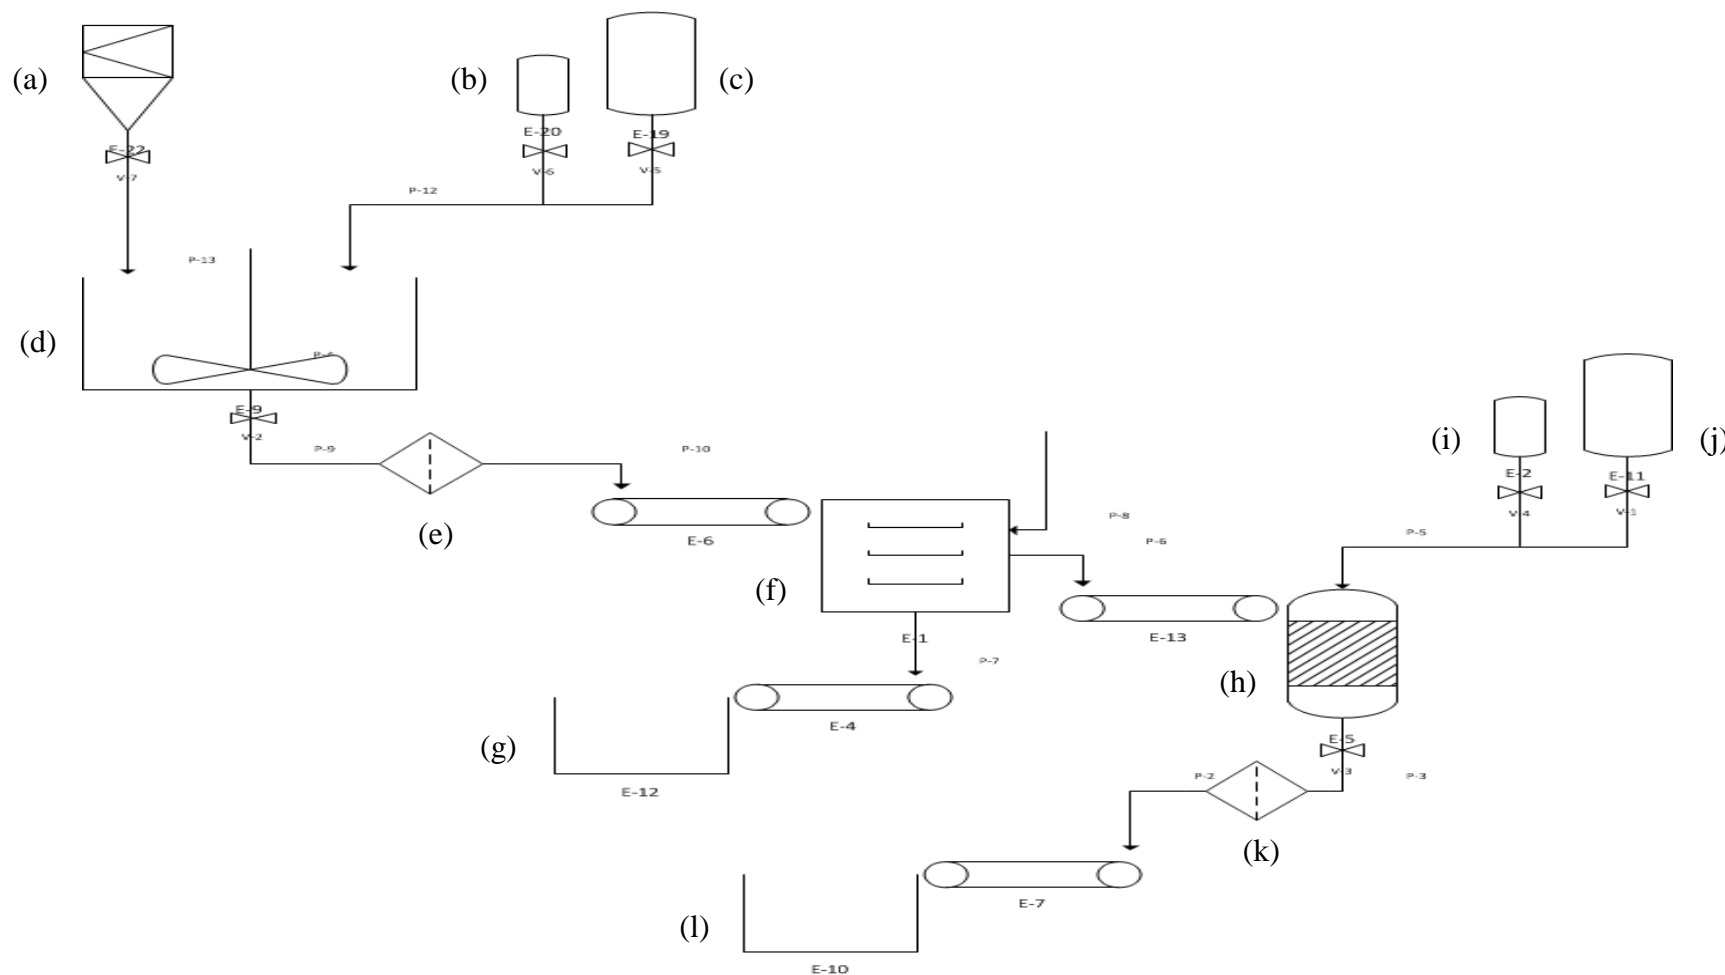 (a)
(b)
(c)
E-20
E-19
E-22
V-7
V-6
V-5
P-12
P-13
(d)
P-4
E-9
V-2
P-9
P-10
(e)
E-6
(f)
P-8
P-6
E-1
P-7
E-13
(i)
(j)
E-2
E-11
V-4
V-1
P-5
(h)
(g)
E-4
E-12
E-5
V-3
P-2
P-3
(k)
E-7
(l)
E-10